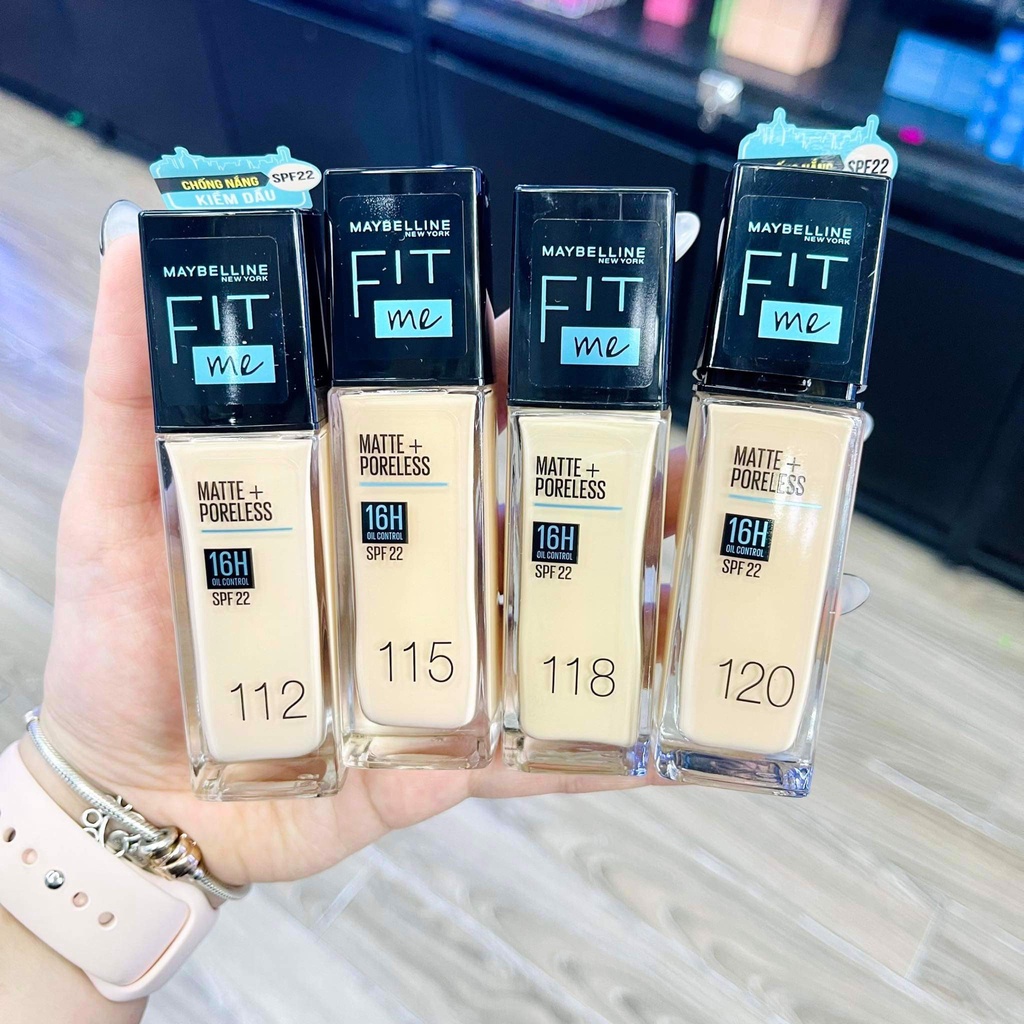 CHỐNG NẮNG
SPF22
KIỀM DẦU
MAYBELLINE
NEW YORK
FIT
me
MATTE +
PORELESS
16H
OIL CONTROL
SPF 22
112
MAYBELLINE
NEW YORK
FIT
me
MATTE +
PORELESS
16H
OIL CONTROL
SPF 22
115
MAYBELLINE
NEW YORK
FIT
me
MATTE +
PORELESS
16H
OIL CONTROL
SPF 22
118
CHỐNG NẮNG
SPF22
MAYBELLINE
NEW YORK
FIT
me
MATTE +
PORELESS
16H
OIL CONTROL
SPF 22
120